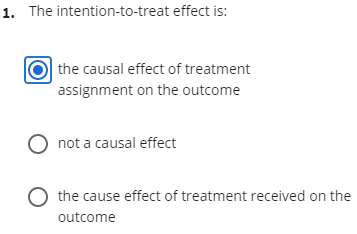 1. The intention-to-treat effect is:
the causal effect of treatment
assignment on the outcome
not a causal effect
the cause effect of treatment received on the
outcome